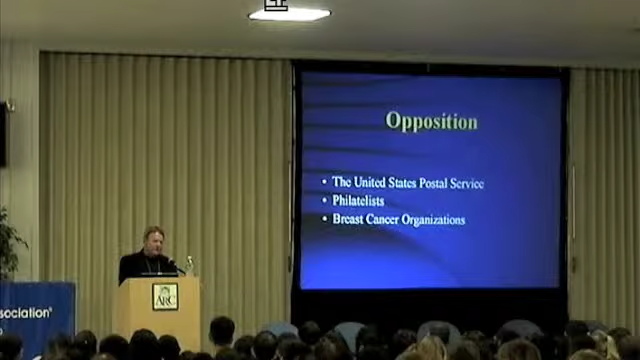 Opposition
• The United States Postal Service
• Philatelists
• Breast Cancer Organizations
ARC
sociation®